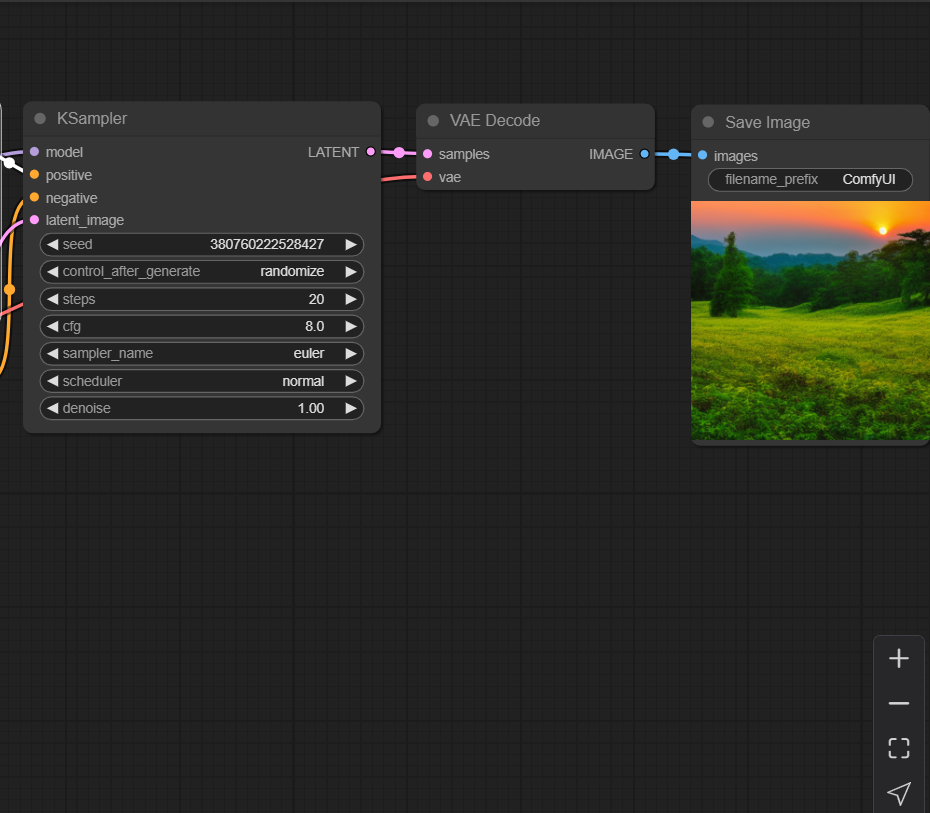 KSampler
model
LATENT
positive
negative
latent_image
seed 380760222528427
control_after_generate randomize
steps 20
cfg 8.0
sampler_name euler
scheduler normal
denoise 1.00
VAE Decode
samples
IMAGE
vae
Save Image
images
filename_prefix ComfyUI